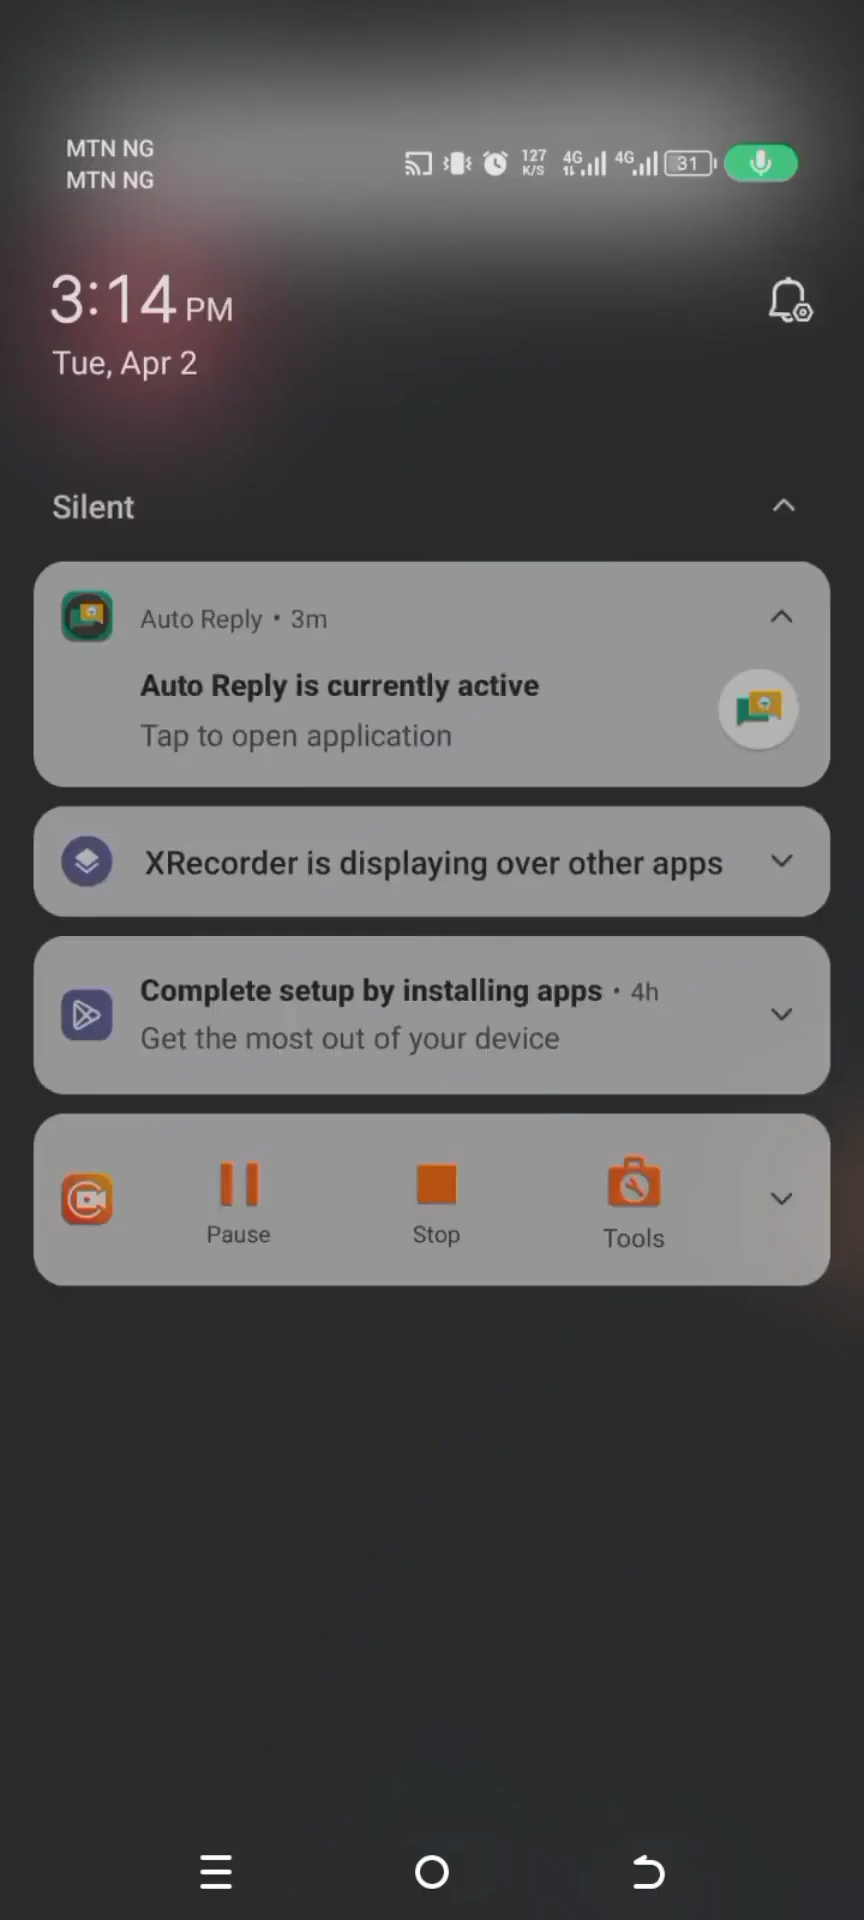 MTN NG
MTN NG
127
K/S
4G
4G
31
3:14 PM
Tue, Apr 2
Silent
Auto Reply • 3m
Auto Reply is currently active
Tap to open application
XRecorder is displaying over other apps
Complete setup by installing apps • 4h
Get the most out of your device
Pause
Stop
Tools